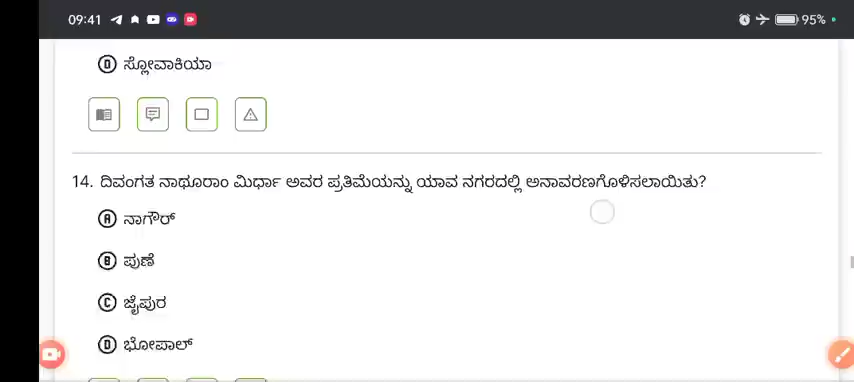 09:41
95%
D ಸ್ಲೋವಾಕಿಯಾ
14. ದಿವಂಗತ ನಾಥೂರಾಂ ಮಿರ್ಧಾ ಅವರ ಪ್ರತಿಮೆಯನ್ನು ಯಾವ ನಗರದಲ್ಲಿ ಅನಾವರಣಗೊಳಿಸಲಾಯಿತು?
A ನಾಗೌರ್
B ಪುಣೆ
C ಜೈಪುರ
D ಭೋಪಾಲ್